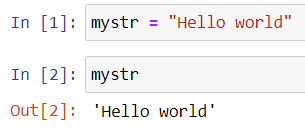 In [1]: mystr = "Hello world"
In [2]: mystr
Out[2]: 'Hello world'